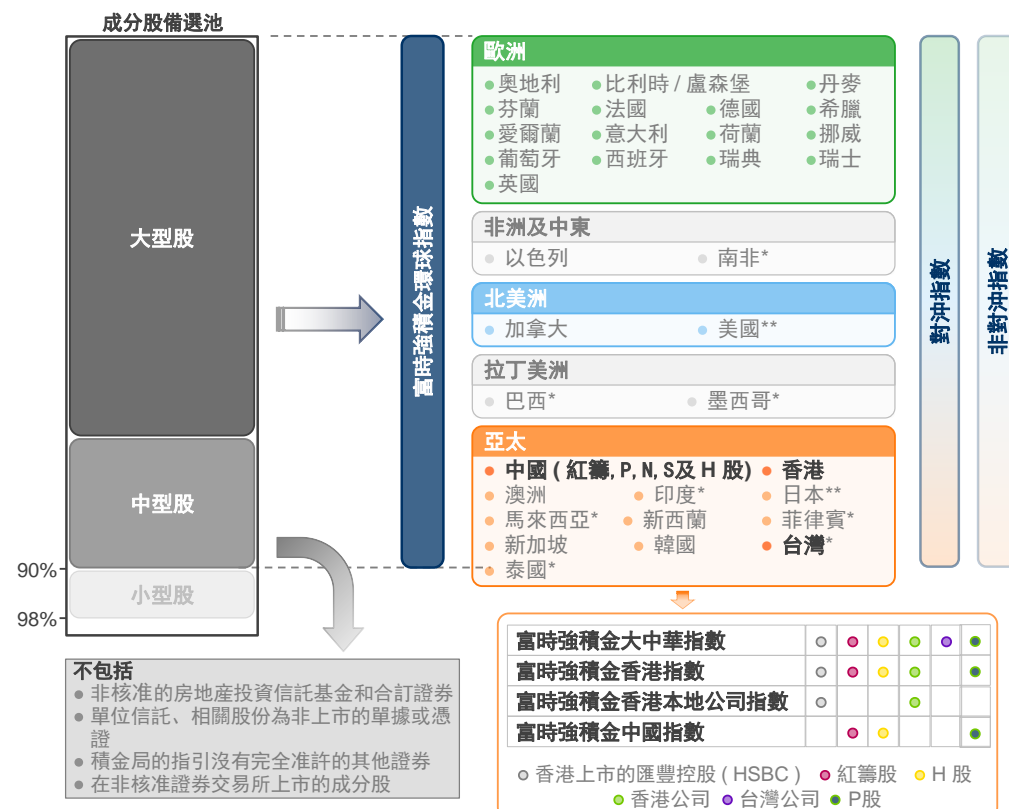 成分股備選池
大型股
中型股
小型股
90%
98%
富時強積金環球指數
歐洲
奧地利 比利時 / 盧森堡 丹麥
芬蘭 法國 德國 希臘
愛爾蘭 意大利 荷蘭 挪威
葡萄牙 西班牙 瑞典 瑞士
英國
非洲及中東
以色列 南非*
北美洲
加拿大 美國**
拉丁美洲
巴西* 墨西哥*
亞太
中國 ( 紅籌, P, N, S及 H 股) 香港
澳洲 印度* 日本**
馬來西亞* 新西蘭 菲律賓*
新加坡 韓國 台灣*
泰國*
對沖指數
非對沖指數
不包括
非核准的房地産投資信託基金和合訂證券
單位信託、相關股份為非上市的單據或憑
證
積金局的指引沒有完全准許的其他證券
在非核准證券交易所上市的成分股
富時強積金大中華指數
富時強積金香港指數
富時強積金香港本地公司指數
富時強積金中國指數
香港上市的匯豐控股 ( HSBC ) 紅籌股 H 股
香港公司 台灣公司 P股